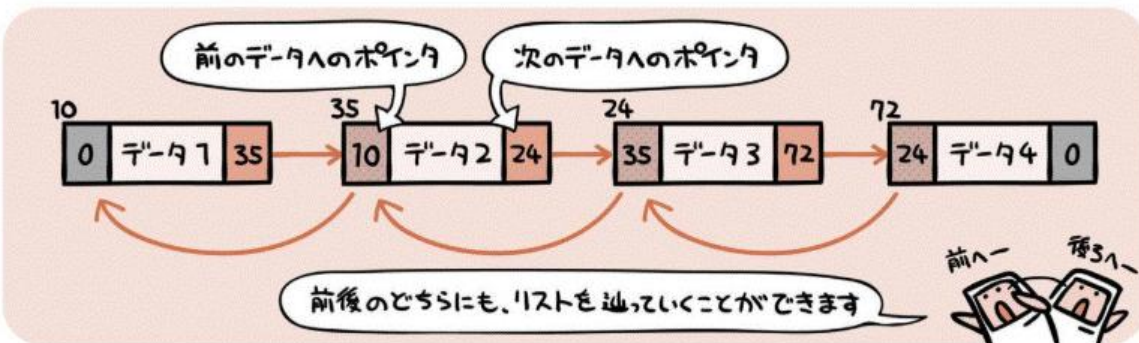 前のデータへのポインタ
次のデータへのポインタ
10
35
24
72
0 データ1 35
10 データ2 24
35 データ3 72
24 データ4 0
前へー
後ろへー
前後のどちらにも、リストを辿っていくことができます